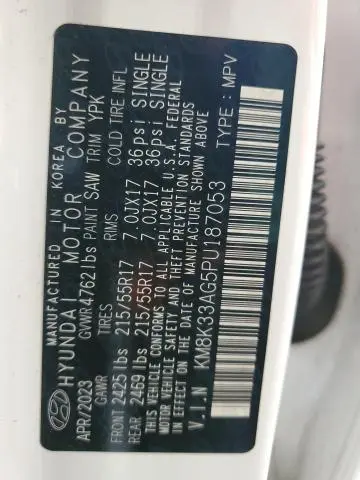 MANUFACTURED IN KOREA BY
HYUNDAI MOTOR COMPANY
APR/2023 GVWR 4762 lbs PAINT SAW TRIM YPK
GAWR TIRES RIMS COLD TIRE INFL.
FRONT 2425 lbs 215/55R17 7.0JX17 36psi SINGLE
REAR 2469 lbs 215/55R17 7.0JX17 36psi SINGLE
THIS VEHICLE CONFORMS TO ALL APPLICABLE U.S.A. FEDERAL
MOTOR VEHICLE SAFETY AND THEFT PREVENTION STANDARDS
IN EFFECT ON THE DATE OF MANUFACTURE SHOWN ABOVE
V.I.N KM8K33AG5PU187053 TYPE: MPV